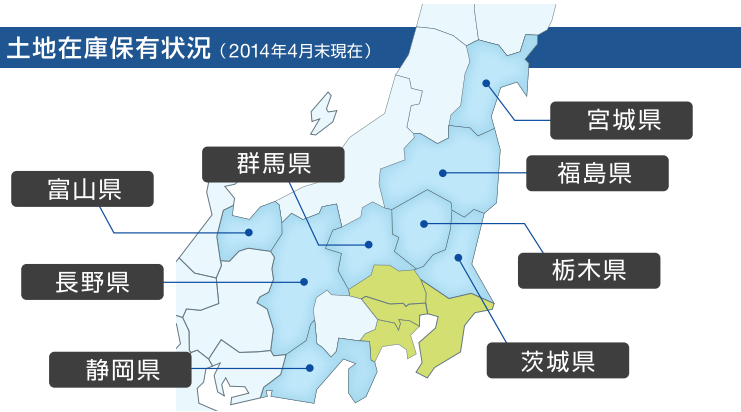 土地在庫保有状況（2014年4月末現在）
宮城県
群馬県
福島県
富山県
栃木県
長野県
静岡県
茨城県